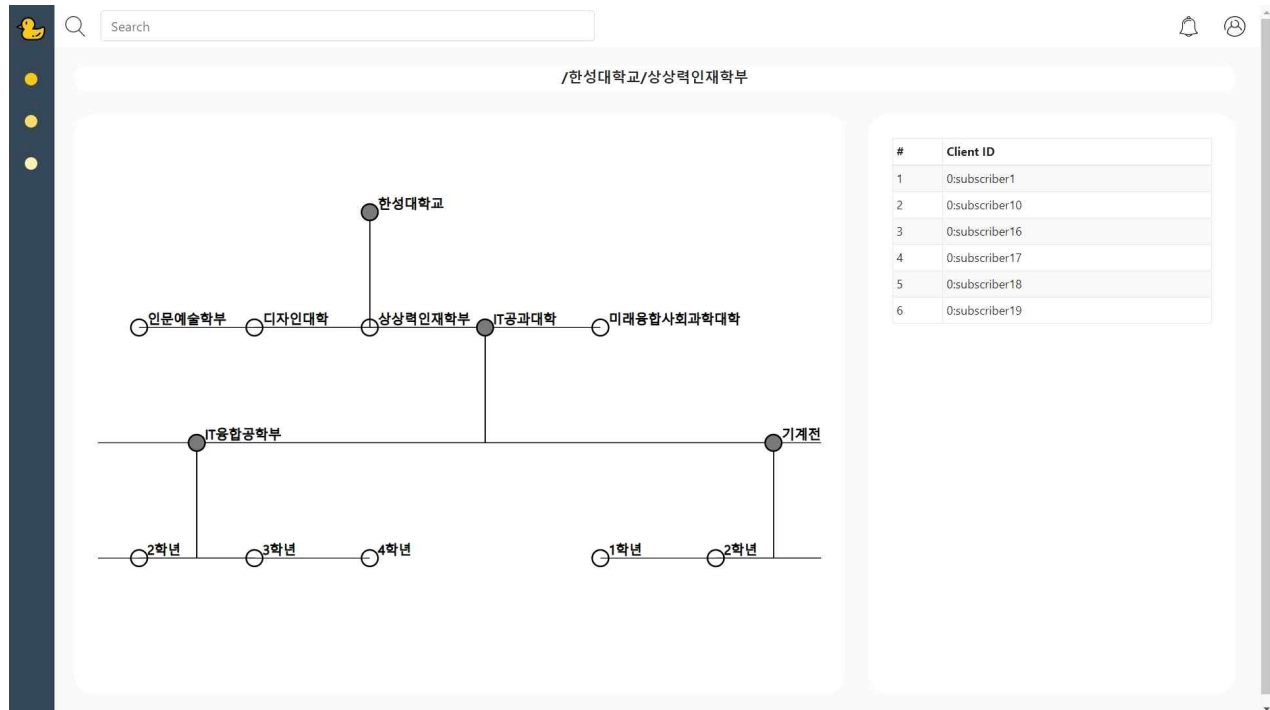 Search
/한성대학교/상상력인재학부
한성대학교
인문예술학부 디자인대학 상상력인재학부 IT공과대학 미래융합사회과학대학
IT융합공학부 기계전
2학년 3학년 4학년 1학년 2학년
# Client ID
1 0:subscriber1
2 0:subscriber10
3 0:subscriber16
4 0:subscriber17
5 0:subscriber18
6 0:subscriber19